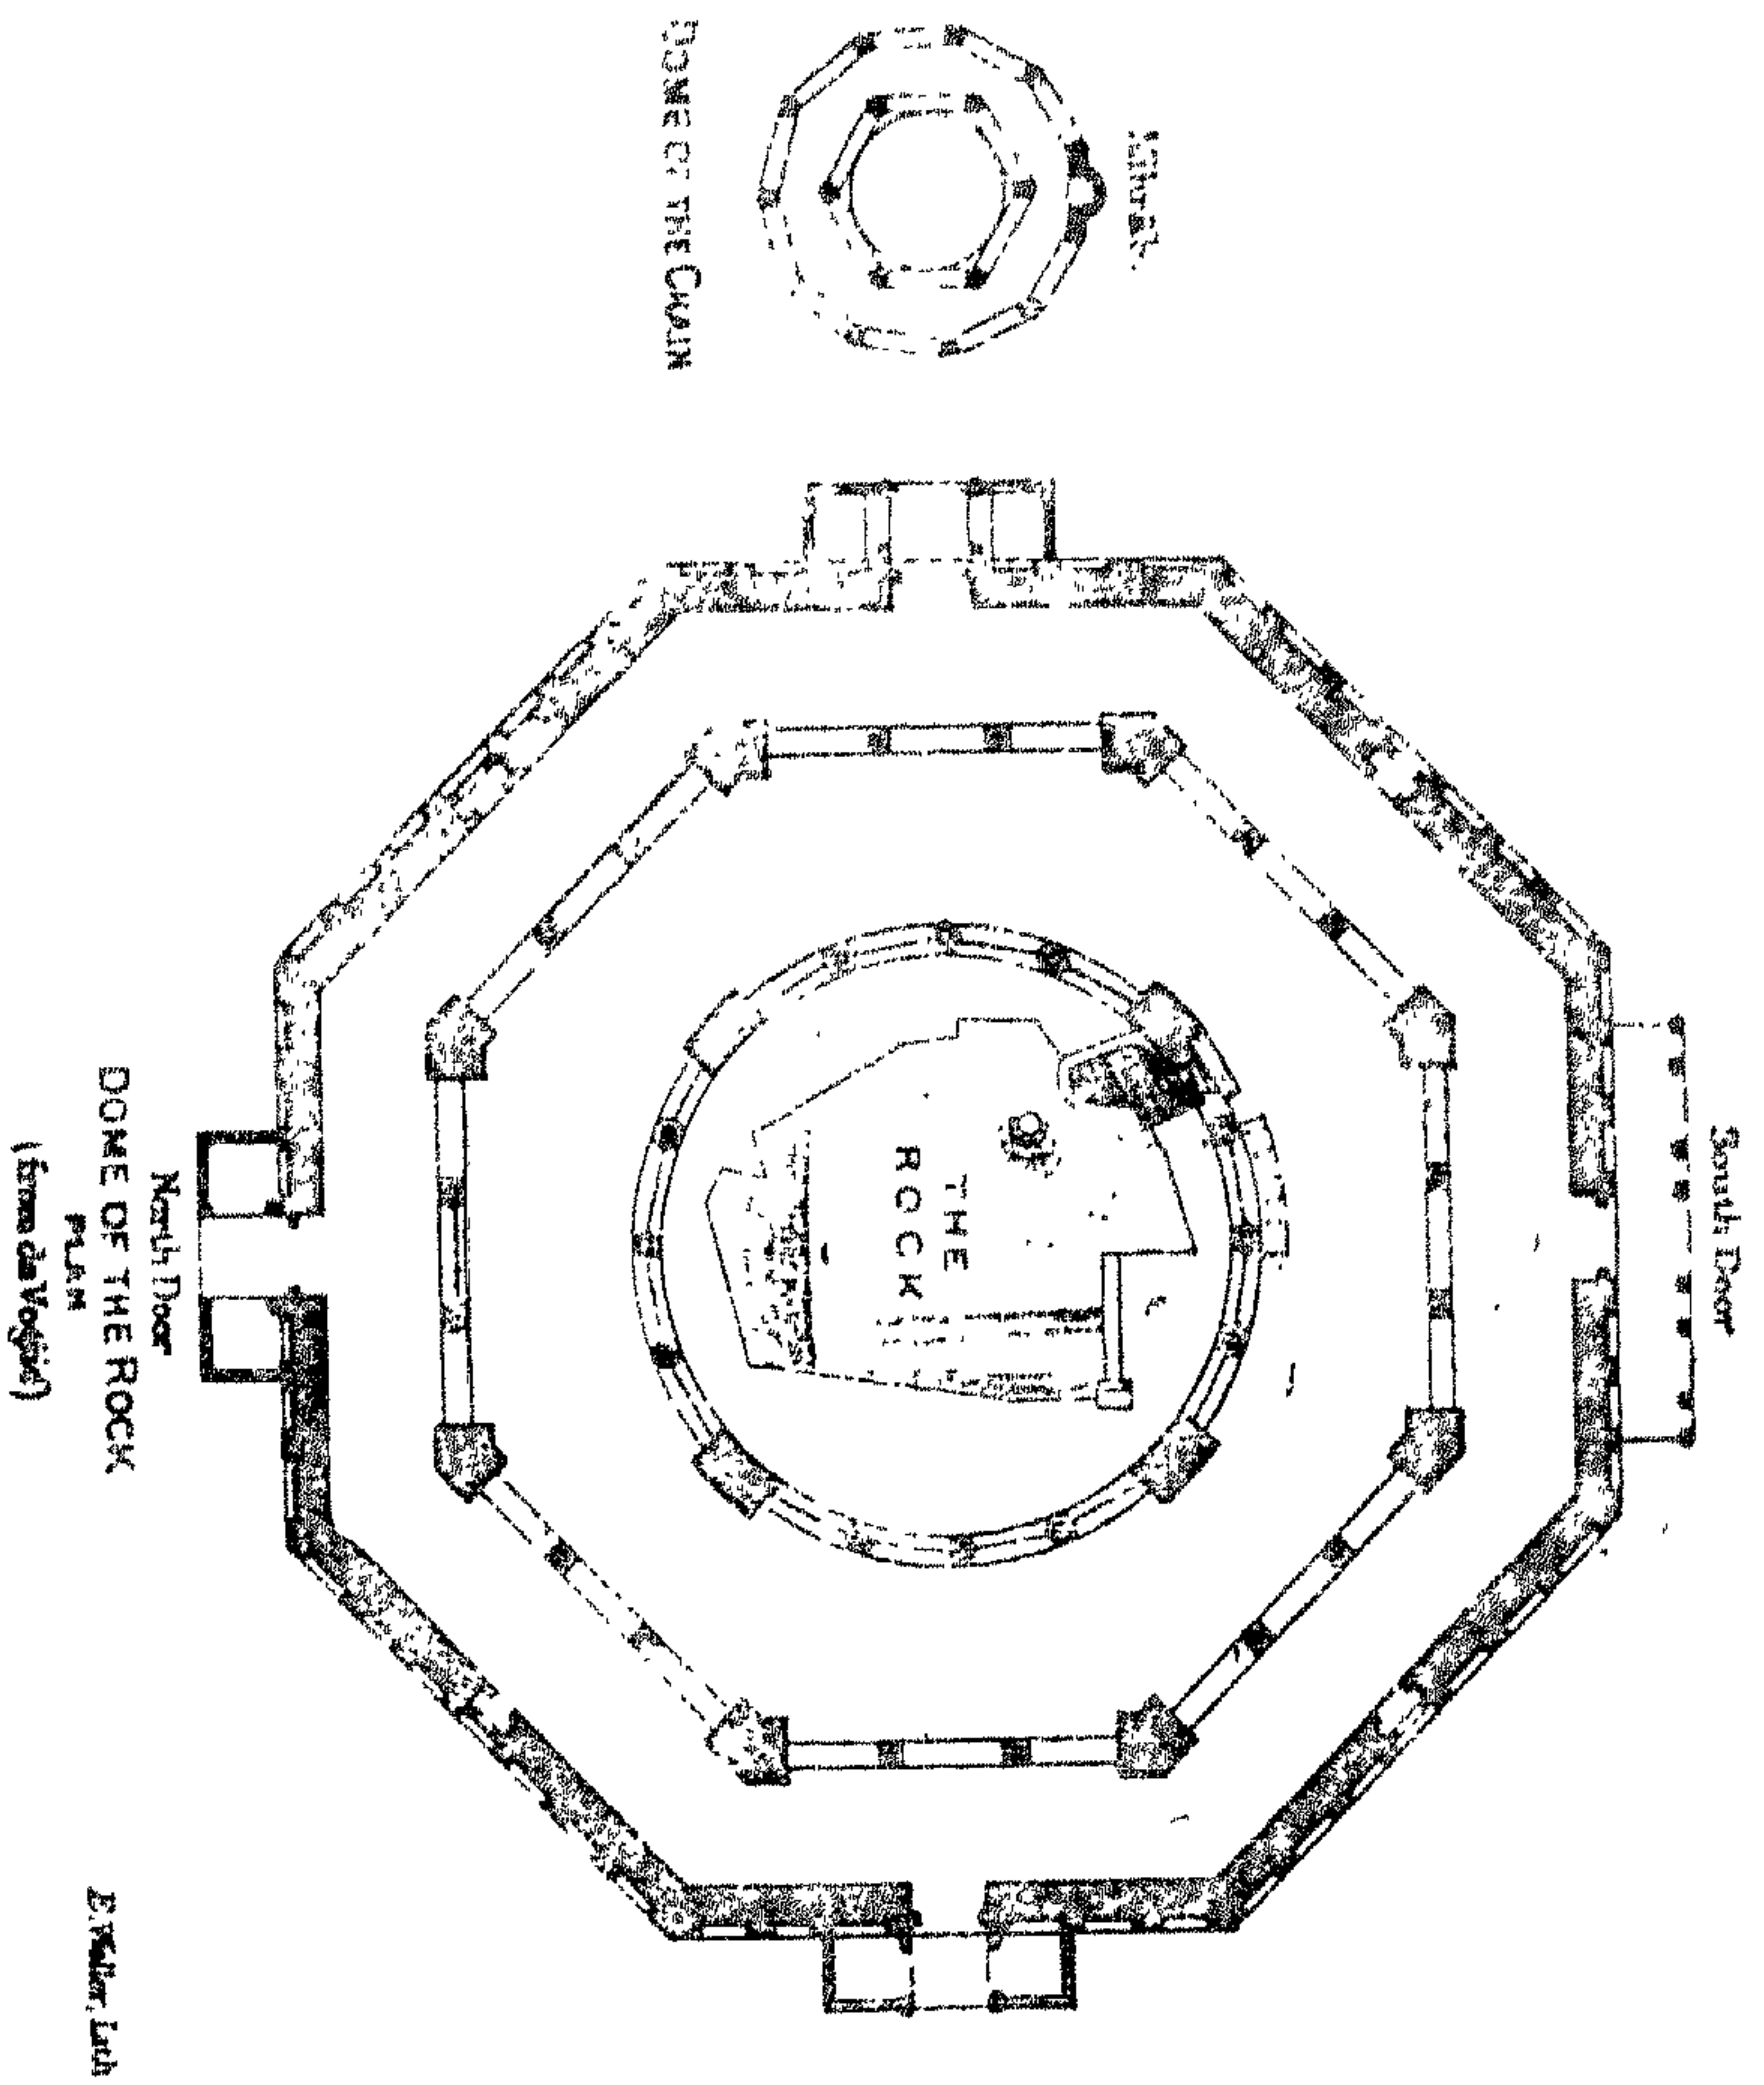 DOME OF THE CHAIN
Mihrab.
South Door
THE
ROCK
North Door
DOME OF THE ROCK
PLAN
(from de Vogüé)
E. Weller, Lith